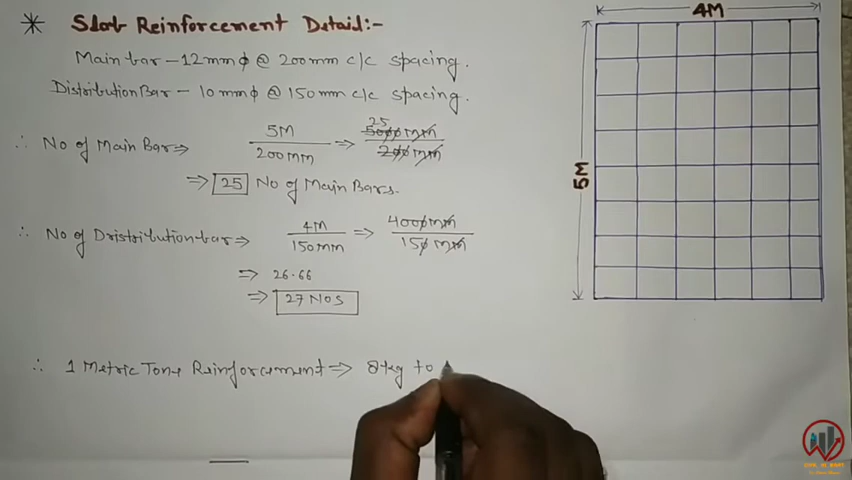 * Slab Reinforcement Detail:-
Main bar - 12mmϕ @ 200mm c/c spacing.
Distribution Bar - 10mmϕ @ 150mm c/c spacing.
∴ No of Main Bar ⇒ 5M / 200mm ⇒ 25 5000mm / 200mm
⇒ 25 No of Main Bars.
∴ No of Dristribution bar ⇒ 4M / 150mm ⇒ 4000mm / 150mm
⇒ 26.66
⇒ 27 NOS
∴ 1 Metric Tone Reinforcement ⇒ 8kg to
4M
5M